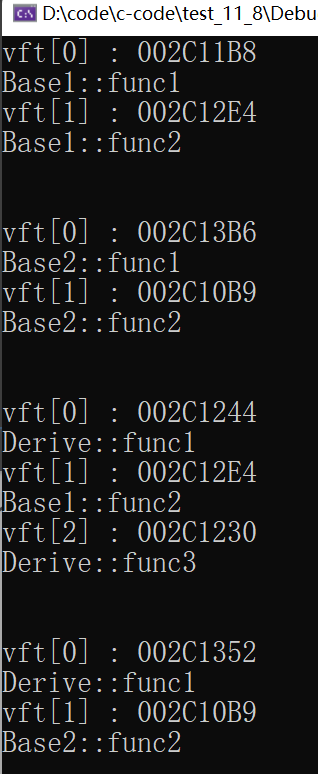 D:\code\c-code\test_11_8\Debu
vft[0] : 002C11B8
Base1::func1
vft[1] : 002C12E4
Base1::func2
vft[0] : 002C13B6
Base2::func1
vft[1] : 002C10B9
Base2::func2
vft[0] : 002C1244
Derive::func1
vft[1] : 002C12E4
Base1::func2
vft[2] : 002C1230
Derive::func3
vft[0] : 002C1352
Derive::func1
vft[1] : 002C10B9
Base2::func2